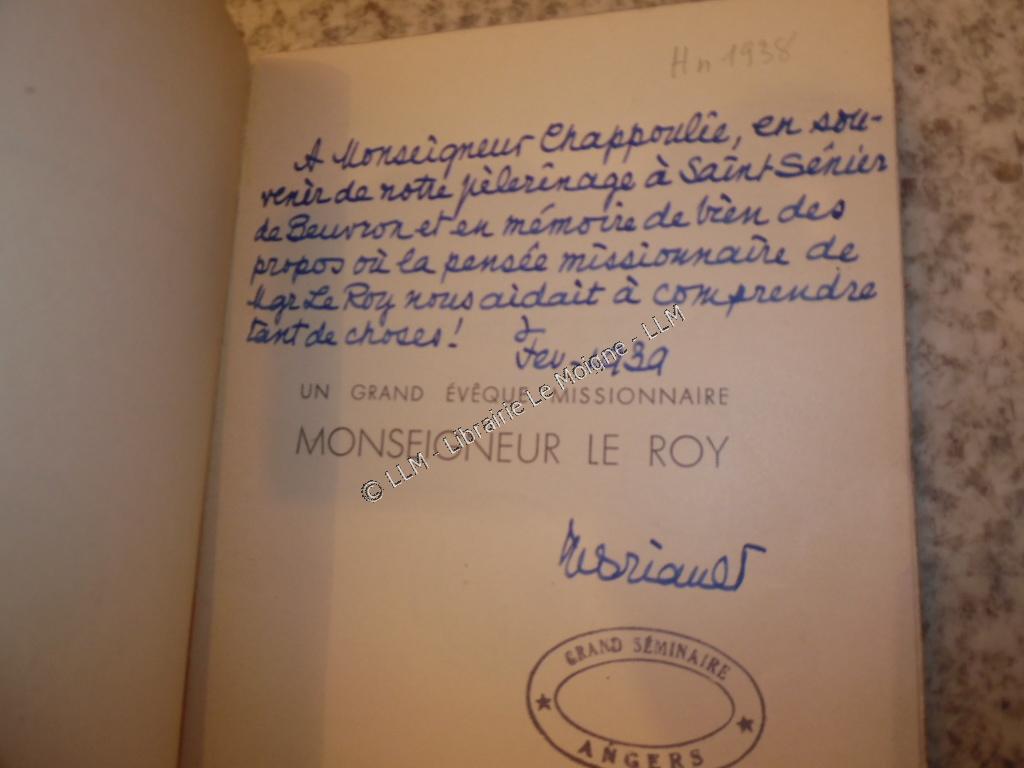 Hn 1938
A Monseigneur Chappoulie, en sou-
venir de notre pèlerinage à Saint Sénier
de Beuvron et en mémoire de bien des
propos où la pensée missionnaire de
Mgr Le Roy nous aidait à comprendre
tant de choses!
Fev. 1939
UN GRAND ÉVÊQUE MISSIONNAIRE
MONSEIGNEUR LE ROY
© LLM - Librairie Le Moigne - LLM
GRAND SÉMINAIRE
ANGERS